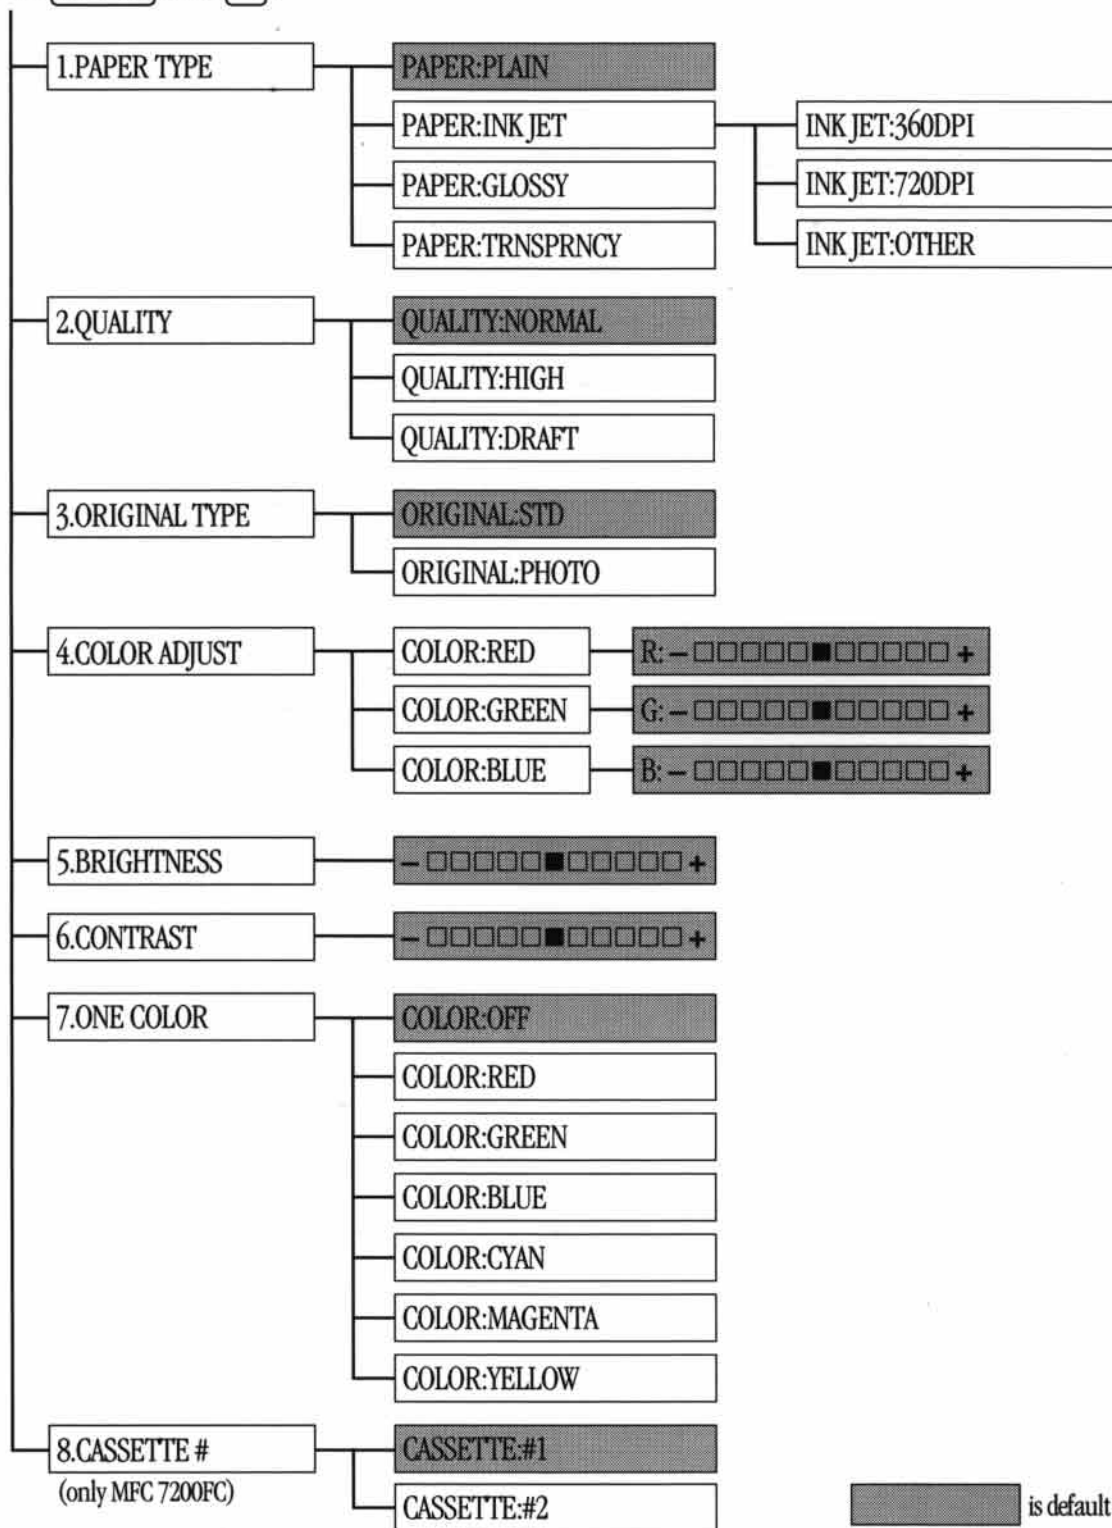 1.PAPER TYPE
PAPER:PLAIN
PAPER:INK JET
INK JET:360DPI
PAPER:GLOSSY
INK JET:720DPI
PAPER:TRNSPRNCY
INK JET:OTHER
2.QUALITY
QUALITY:NORMAL
QUALITY:HIGH
QUALITY:DRAFT
3.ORIGINAL TYPE
ORIGINAL:STD
ORIGINAL:PHOTO
4.COLOR ADJUST
COLOR:RED
R: – □□□□□■□□□□□ +
COLOR:GREEN
G: – □□□□□■□□□□□ +
COLOR:BLUE
B: – □□□□□■□□□□□ +
5.BRIGHTNESS
– □□□□□■□□□□□ +
6.CONTRAST
– □□□□□■□□□□□ +
7.ONE COLOR
COLOR:OFF
COLOR:RED
COLOR:GREEN
COLOR:BLUE
COLOR:CYAN
COLOR:MAGENTA
COLOR:YELLOW
8.CASSETTE #
(only MFC 7200FC)
CASSETTE:#1
CASSETTE:#2
is default